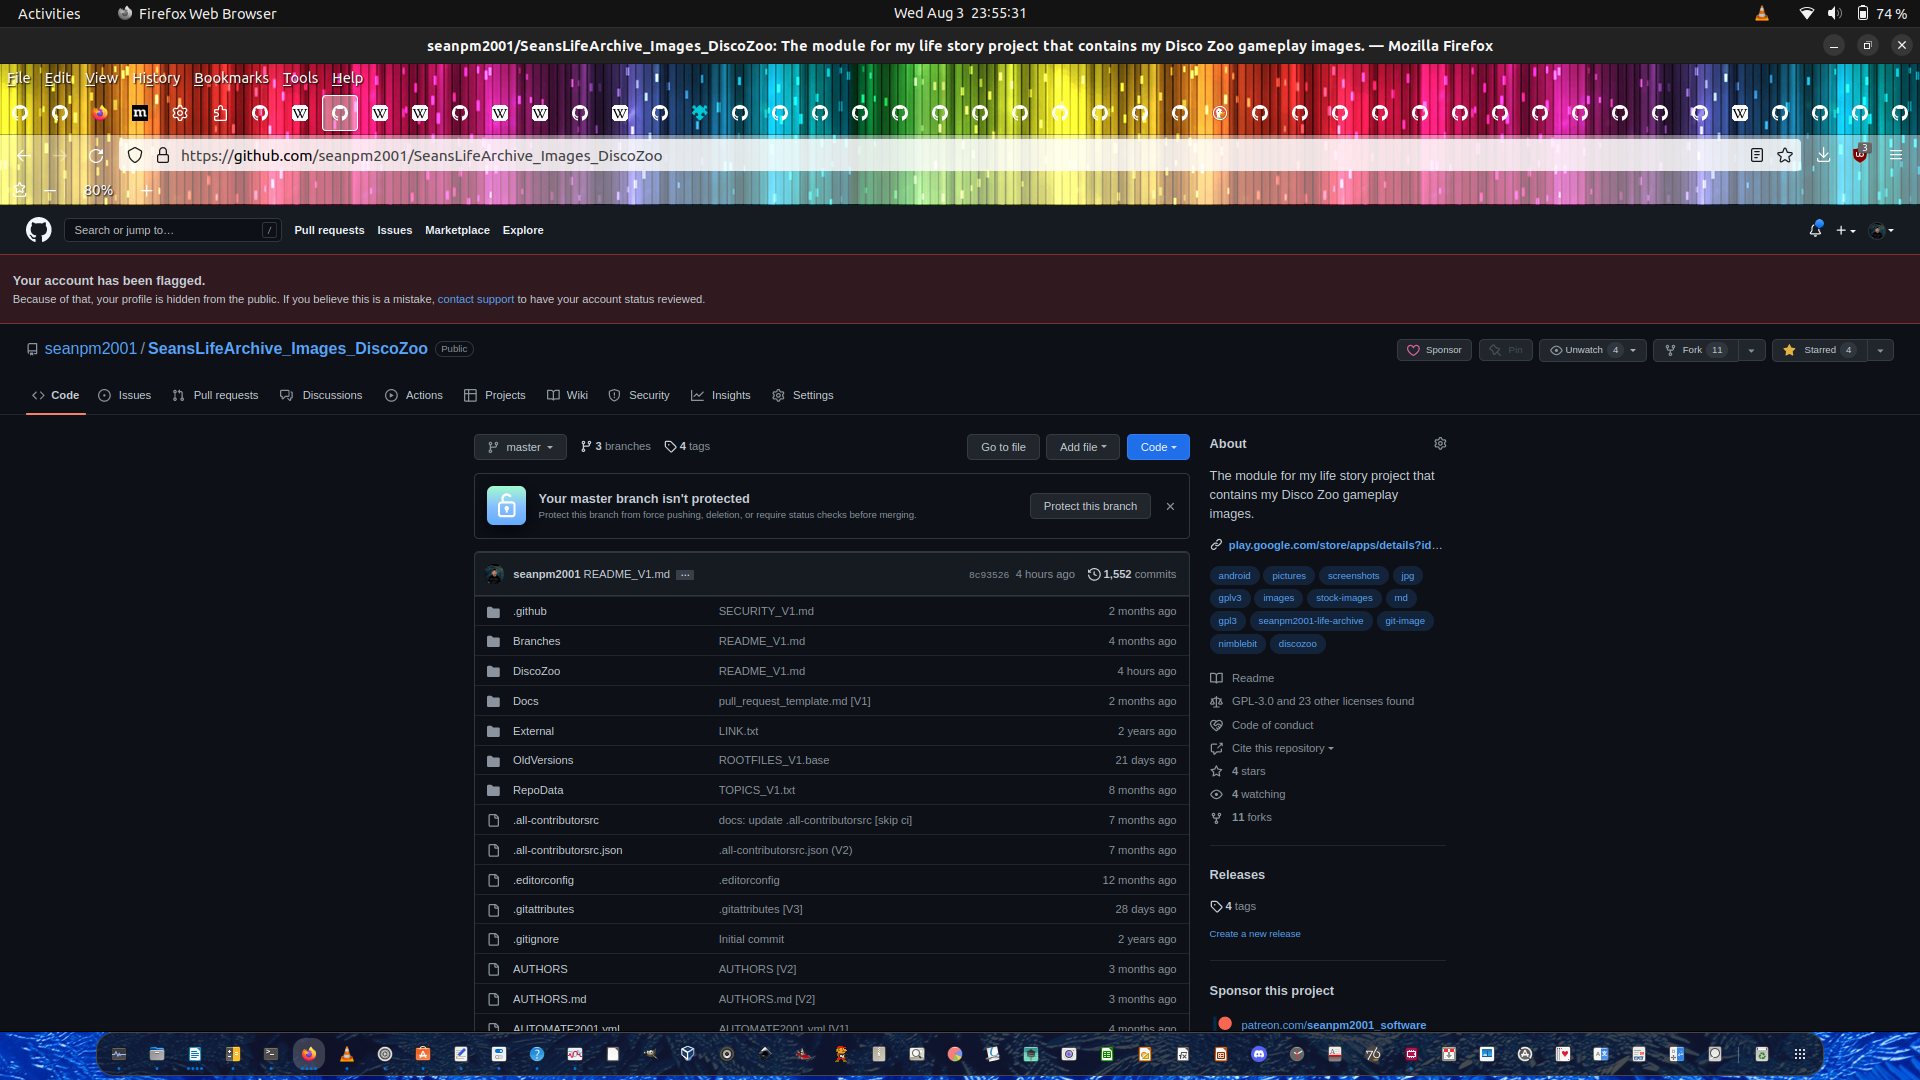 Activities Firefox Web Browser Wed Aug 3 23:55:31 74 %
seanpm2001/SeansLifeArchive_Images_DiscoZoo: The module for my life story project that contains my Disco Zoo gameplay images. — Mozilla Firefox
File Edit View History Bookmarks Tools Help
https://github.com/seanpm2001/SeansLifeArchive_Images_DiscoZoo 3
80%
Search or jump to… / Pull requests Issues Marketplace Explore
Your account has been flagged.
Because of that, your profile is hidden from the public. If you believe this is a mistake, contact support to have your account status reviewed.
seanpm2001 / SeansLifeArchive_Images_DiscoZoo Public Sponsor Pin Unwatch 4 Fork 11 Starred 4
Code Issues Pull requests Discussions Actions Projects Wiki Security Insights Settings
master 3 branches 4 tags Go to file Add file Code
Your master branch isn't protected
Protect this branch from force pushing, deletion, or require status checks before merging.
Protect this branch
seanpm2001 README_V1.md ... 8c93526 4 hours ago 1,552 commits
.github SECURITY_V1.md 2 months ago
Branches README_V1.md 4 months ago
DiscoZoo README_V1.md 4 hours ago
Docs pull_request_template.md [V1] 2 months ago
External LINK.txt 2 years ago
OldVersions ROOTFILES_V1.base 21 days ago
RepoData TOPICS_V1.txt 8 months ago
.all-contributorsrc docs: update .all-contributorsrc [skip ci] 7 months ago
.all-contributorsrc.json .all-contributorsrc.json (V2) 7 months ago
.editorconfig .editorconfig 12 months ago
.gitattributes .gitattributes [V3] 28 days ago
.gitignore Initial commit 2 years ago
AUTHORS AUTHORS [V2] 3 months ago
AUTHORS.md AUTHORS.md [V2] 3 months ago
AUTOMATE2001.yml AUTOMATE2001.yml [V1] 4 months ago
About
The module for my life story project that
contains my Disco Zoo gameplay
images.
play.google.com/store/apps/details?id…
android pictures screenshots jpg
gplv3 images stock-images md
gpl3 seanpm2001-life-archive git-image
nimblebit discozoo
Readme
GPL-3.0 and 23 other licenses found
Code of conduct
Cite this repository
4 stars
4 watching
11 forks
Releases
4 tags
Create a new release
Sponsor this project
patreon.com/seanpm2001_software